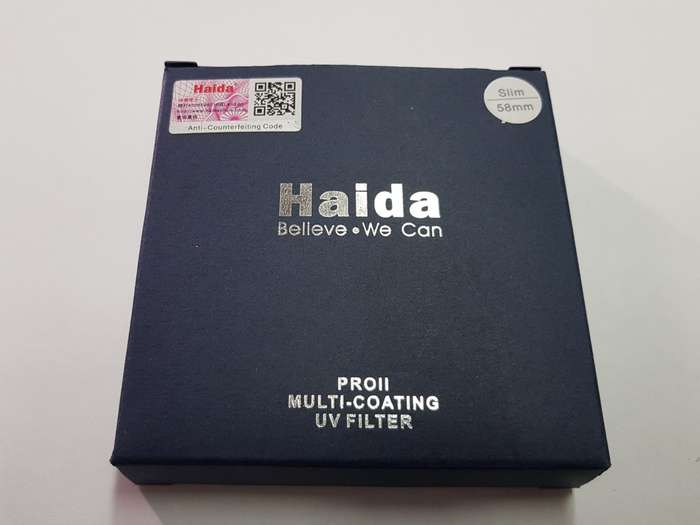 Haida
Anti-Counterfeiting Code
Slim
58mm
Haida
Believe • We Can
PROII
MULTI-COATING
UV FILTER